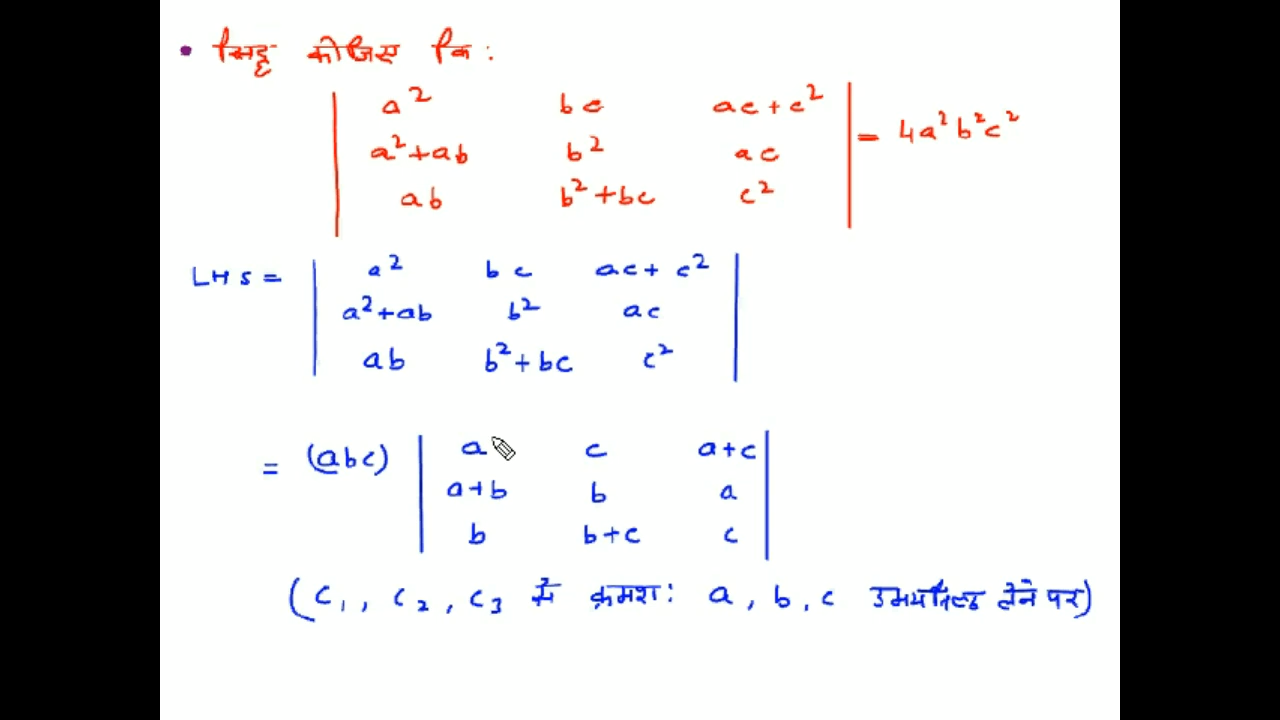 • सिद्ध कीजिए कि :
a² bc ac + c²
a² + ab b² ac = 4a²b²c²
ab b² + bc c²
LHS = a² bc ac + c²
a² + ab b² ac
ab b² + bc c²
= (abc) a c a + c
a + b b a
b b + c c
( C₁, C₂, C₃ से क्रमश: a, b, c उभयनिष्ठ लेने पर )